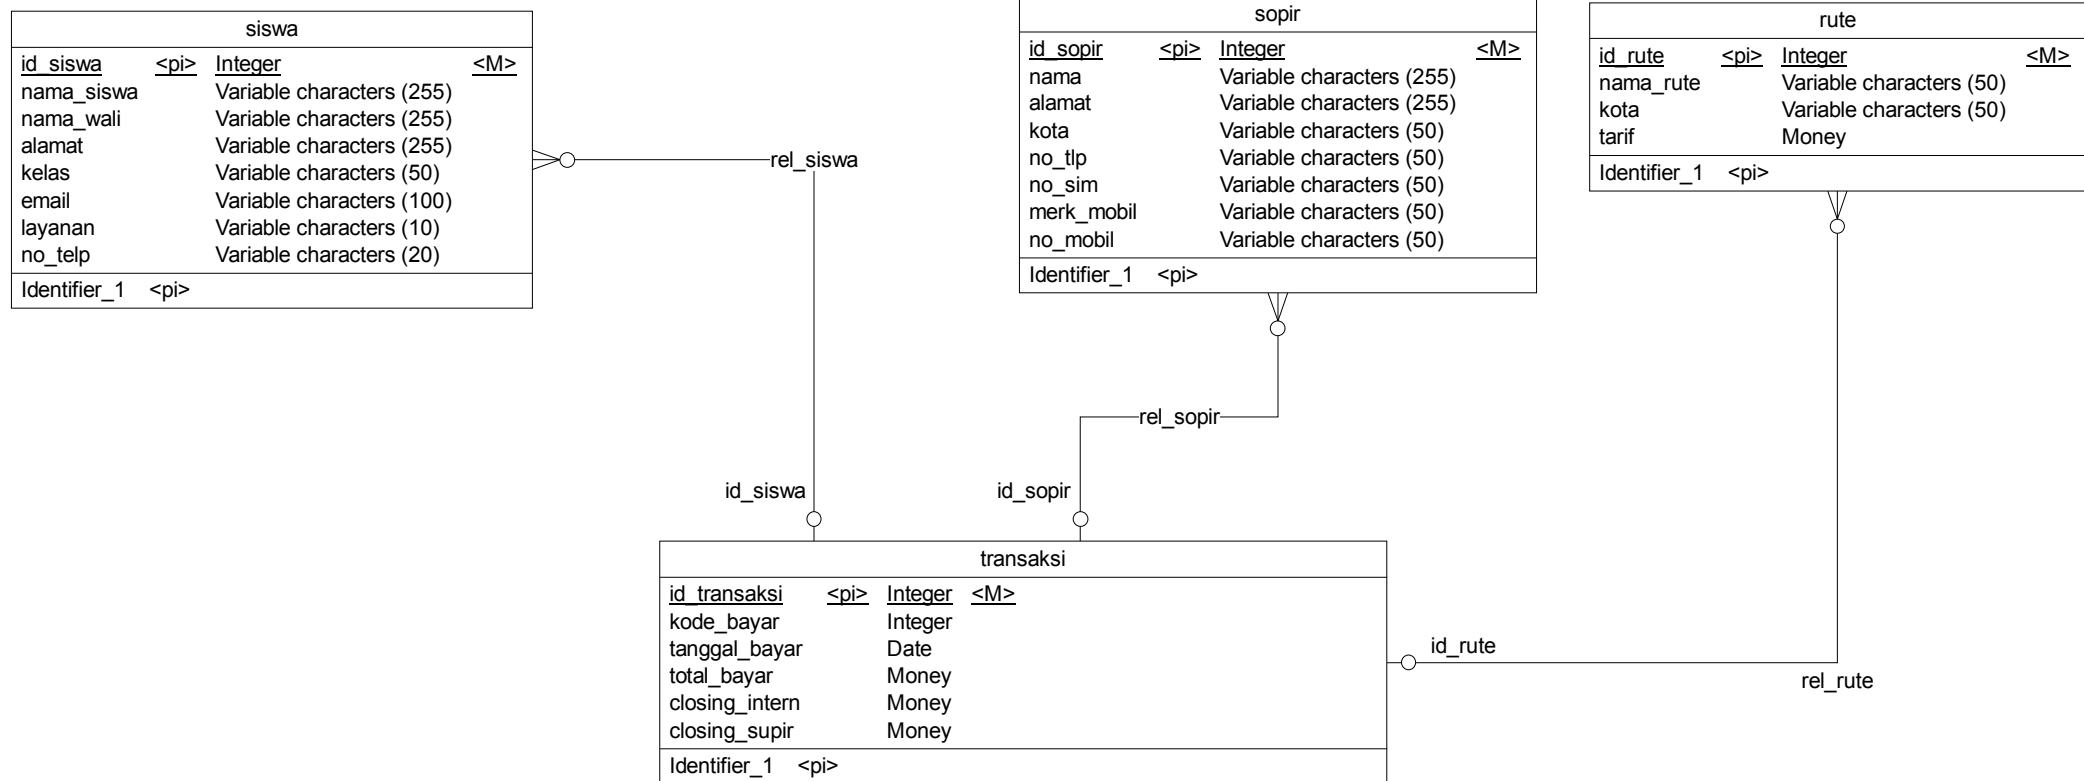 siswa
id_siswa <pi> Integer <M>
nama_siswa Variable characters (255)
nama_wali Variable characters (255)
alamat Variable characters (255)
kelas Variable characters (50)
email Variable characters (100)
layanan Variable characters (10)
no_telp Variable characters (20)
Identifier_1 <pi>
sopir
id_sopir <pi> Integer <M>
nama Variable characters (255)
alamat Variable characters (255)
kota Variable characters (50)
no_tlp Variable characters (50)
no_sim Variable characters (50)
merk_mobil Variable characters (50)
no_mobil Variable characters (50)
Identifier_1 <pi>
rute
id_rute <pi> Integer <M>
nama_rute Variable characters (50)
kota Variable characters (50)
tarif Money
Identifier_1 <pi>
rel_siswa
rel_sopir
id_siswa
id_sopir
transaksi
id_transaksi <pi> Integer <M>
kode_bayar Integer
tanggal_bayar Date
total_bayar Money
closing_intern Money
closing_supir Money
Identifier_1 <pi>
id_rute
rel_rute